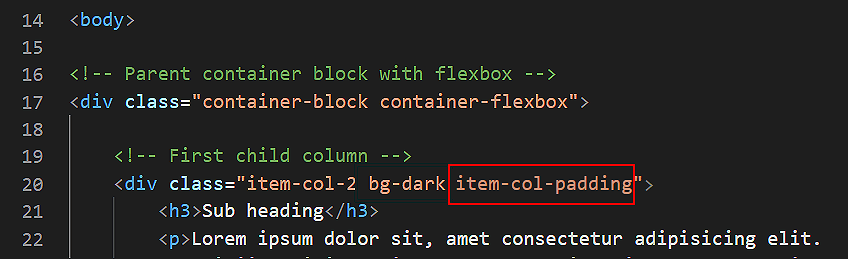 14 <body>
15
16 <!-- Parent container block with flexbox -->
17 <div class="container-block container-flexbox">
18
19 <!-- First child column -->
20 <div class="item-col-2 bg-dark item-col-padding">
21 <h3>Sub heading</h3>
22 <p>Lorem ipsum dolor sit, amet consectetur adipisicing elit.